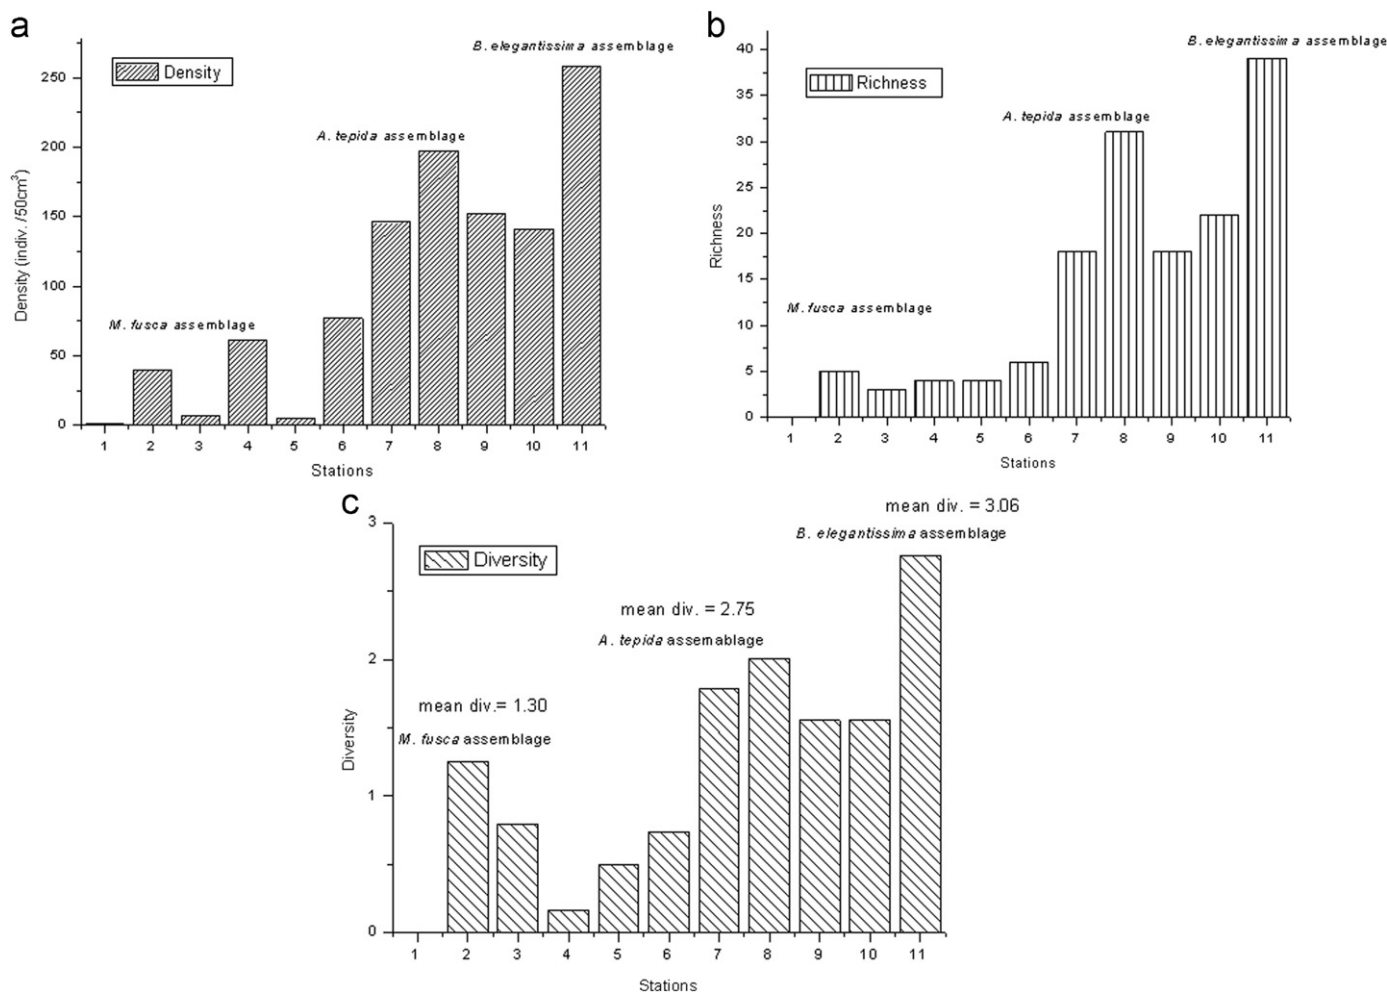 a
B. elegantissima assemblage
Density
250
A. tepida assemblage
200
150
Density (indiv. /50cm³)
100
M. fusca assemblage
50
0
1 2 3 4 5 6 7 8 9 10 11
Stations
b
B. elegantissima assemblage
40
Richness
35
A. tepida assemblage
30
25
20
Richness
15
M. fusca assemblage
10
5
0
1 2 3 4 5 6 7 8 9 10 11
Stations
c
mean div. = 3.06
3
B. elegantissima assemblage
Diversity
mean div. = 2.75
A. tepida assemablage
2
mean div.= 1.30
M. fusca assemblage
Diversity
1
0
1 2 3 4 5 6 7 8 9 10 11
Stations